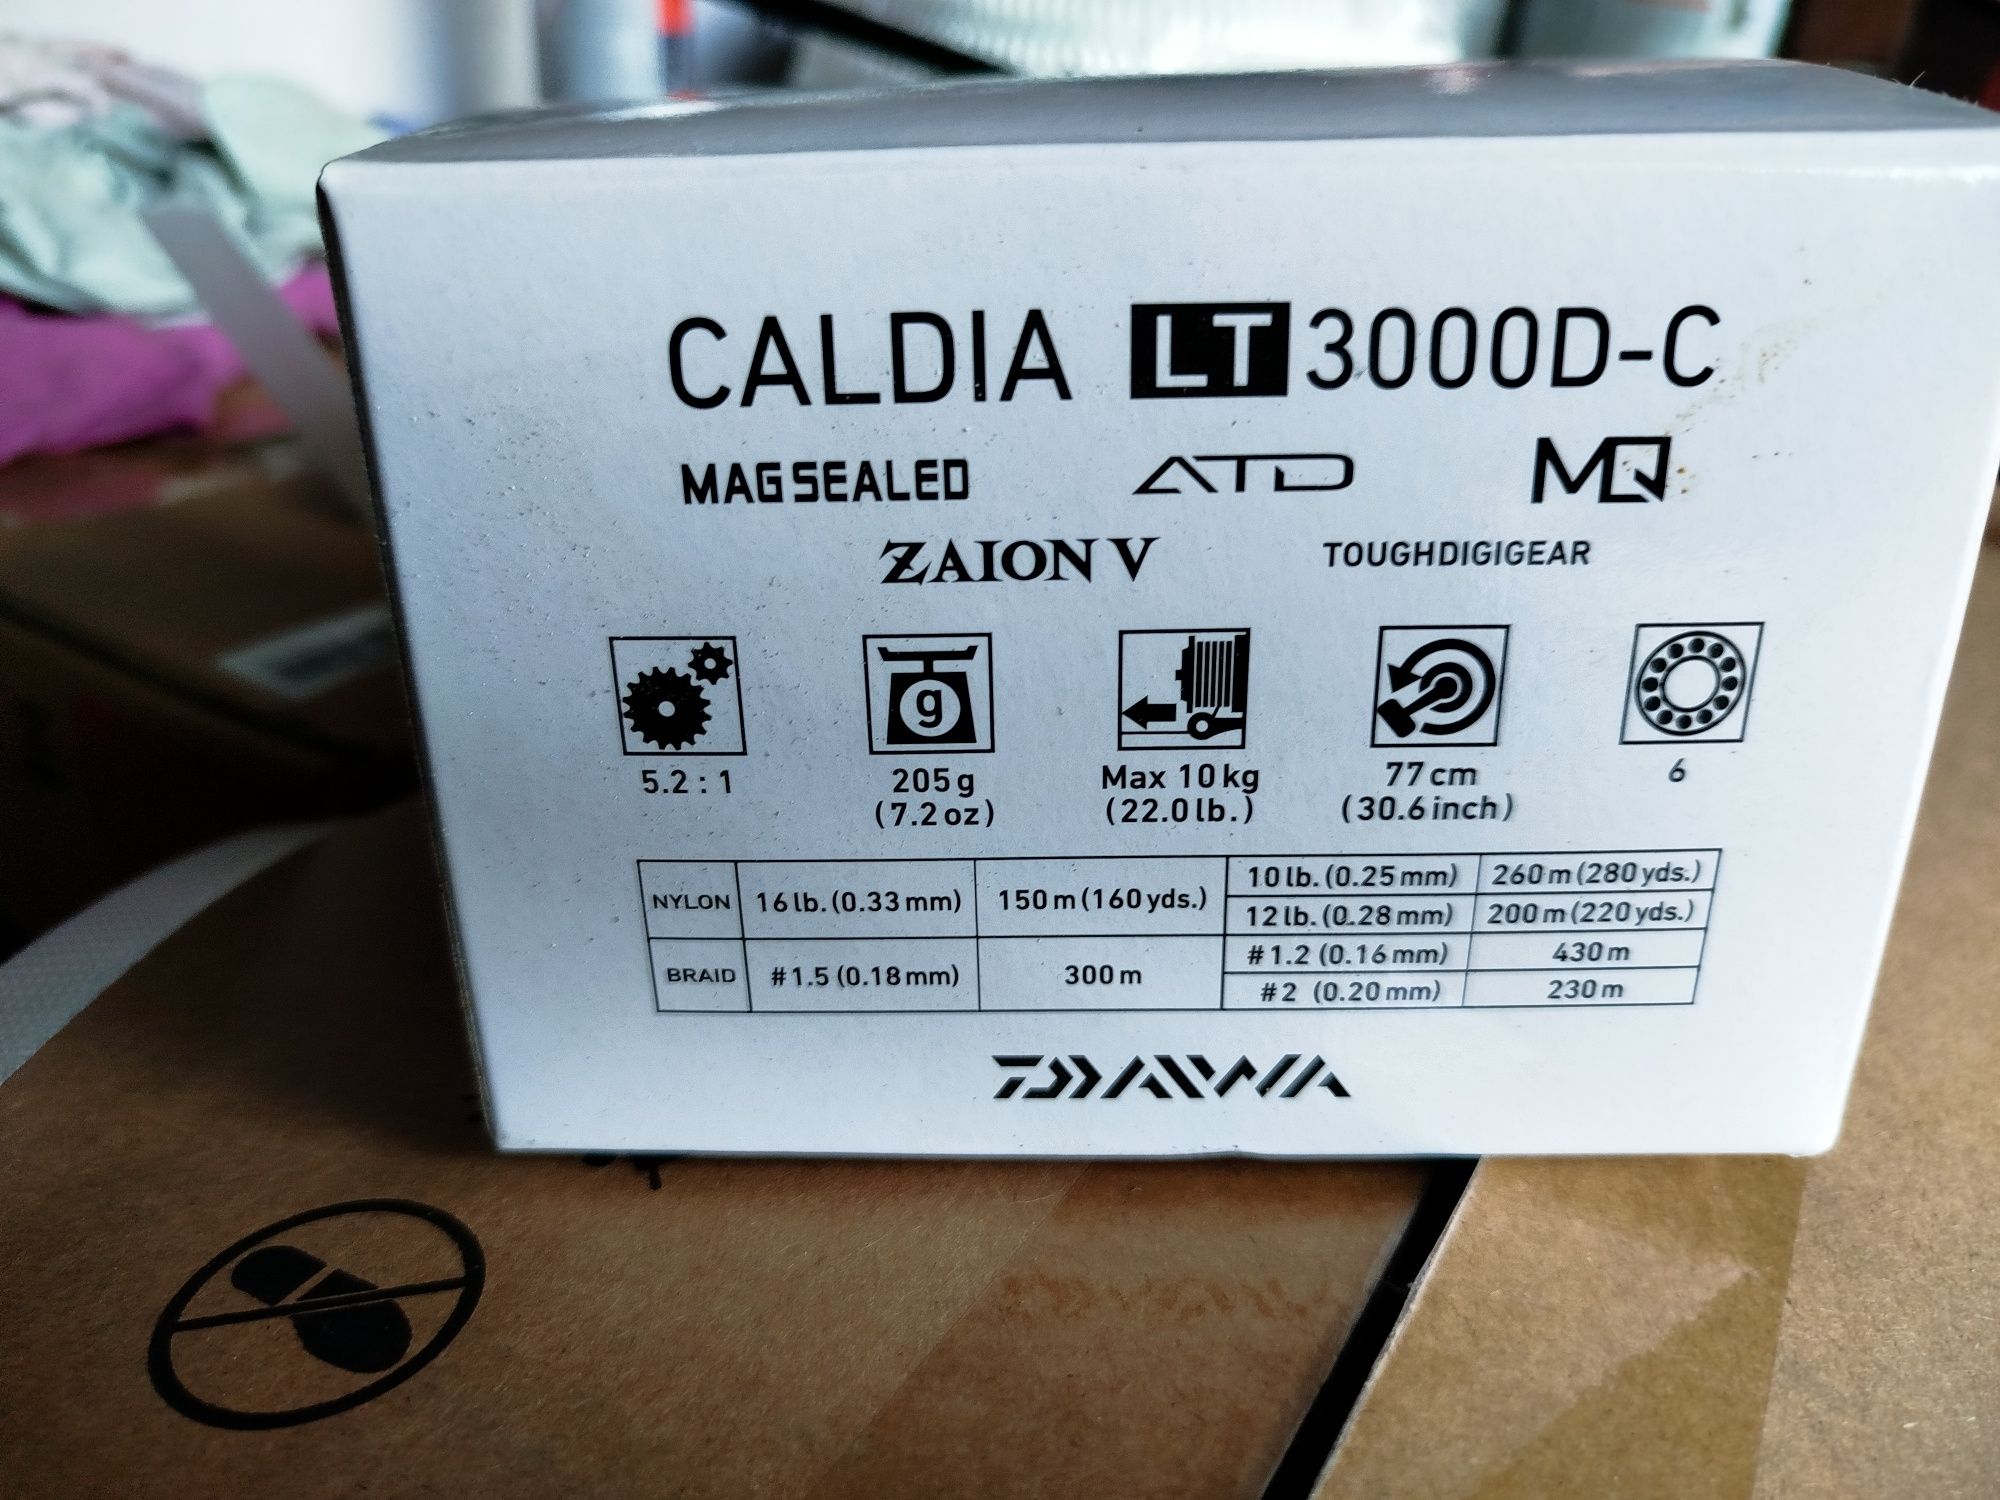 CALDIA LT 3000D-C
MAGSEALED ATD MQ
ZAION V TOUGHDIGIGEAR
g
5.2 : 1 205 g Max 10 kg 77 cm 6
(7.2 oz) (22.0 lb.) (30.6 inch)
NYLON 16 lb. (0.33 mm) 150 m (160 yds.) 10 lb. (0.25 mm) 260 m (280 yds.)
12 lb. (0.28 mm) 200 m (220 yds.)
BRAID #1.5 (0.18 mm) 300 m #1.2 (0.16 mm) 430 m
#2 (0.20 mm) 230 m
DAIWA